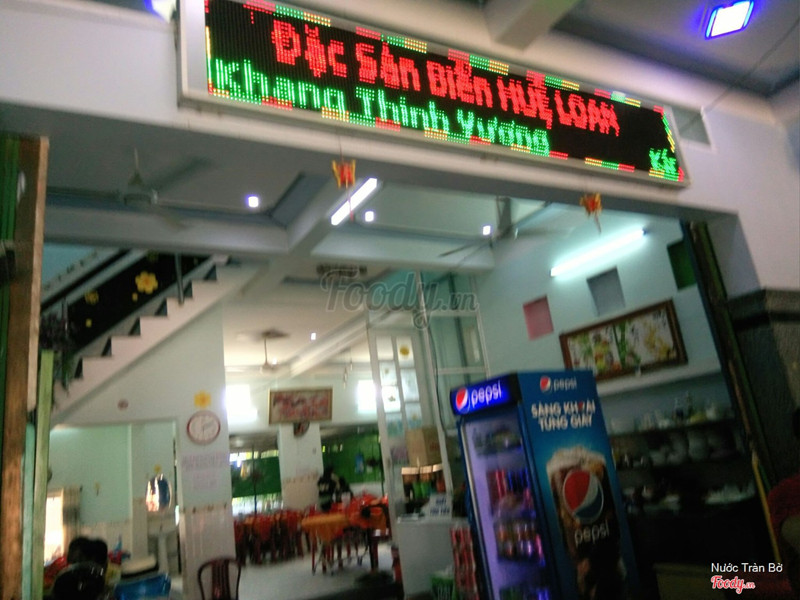 Đặc Sản Biển HUỆ LOAN
Khang Thịnh Vượng
Foody.vn
pepsi
pepsi
SẢNG KHOÁI
TỪNG GIÂY
pepsi
Nước Tràn Bờ
Foody.vn